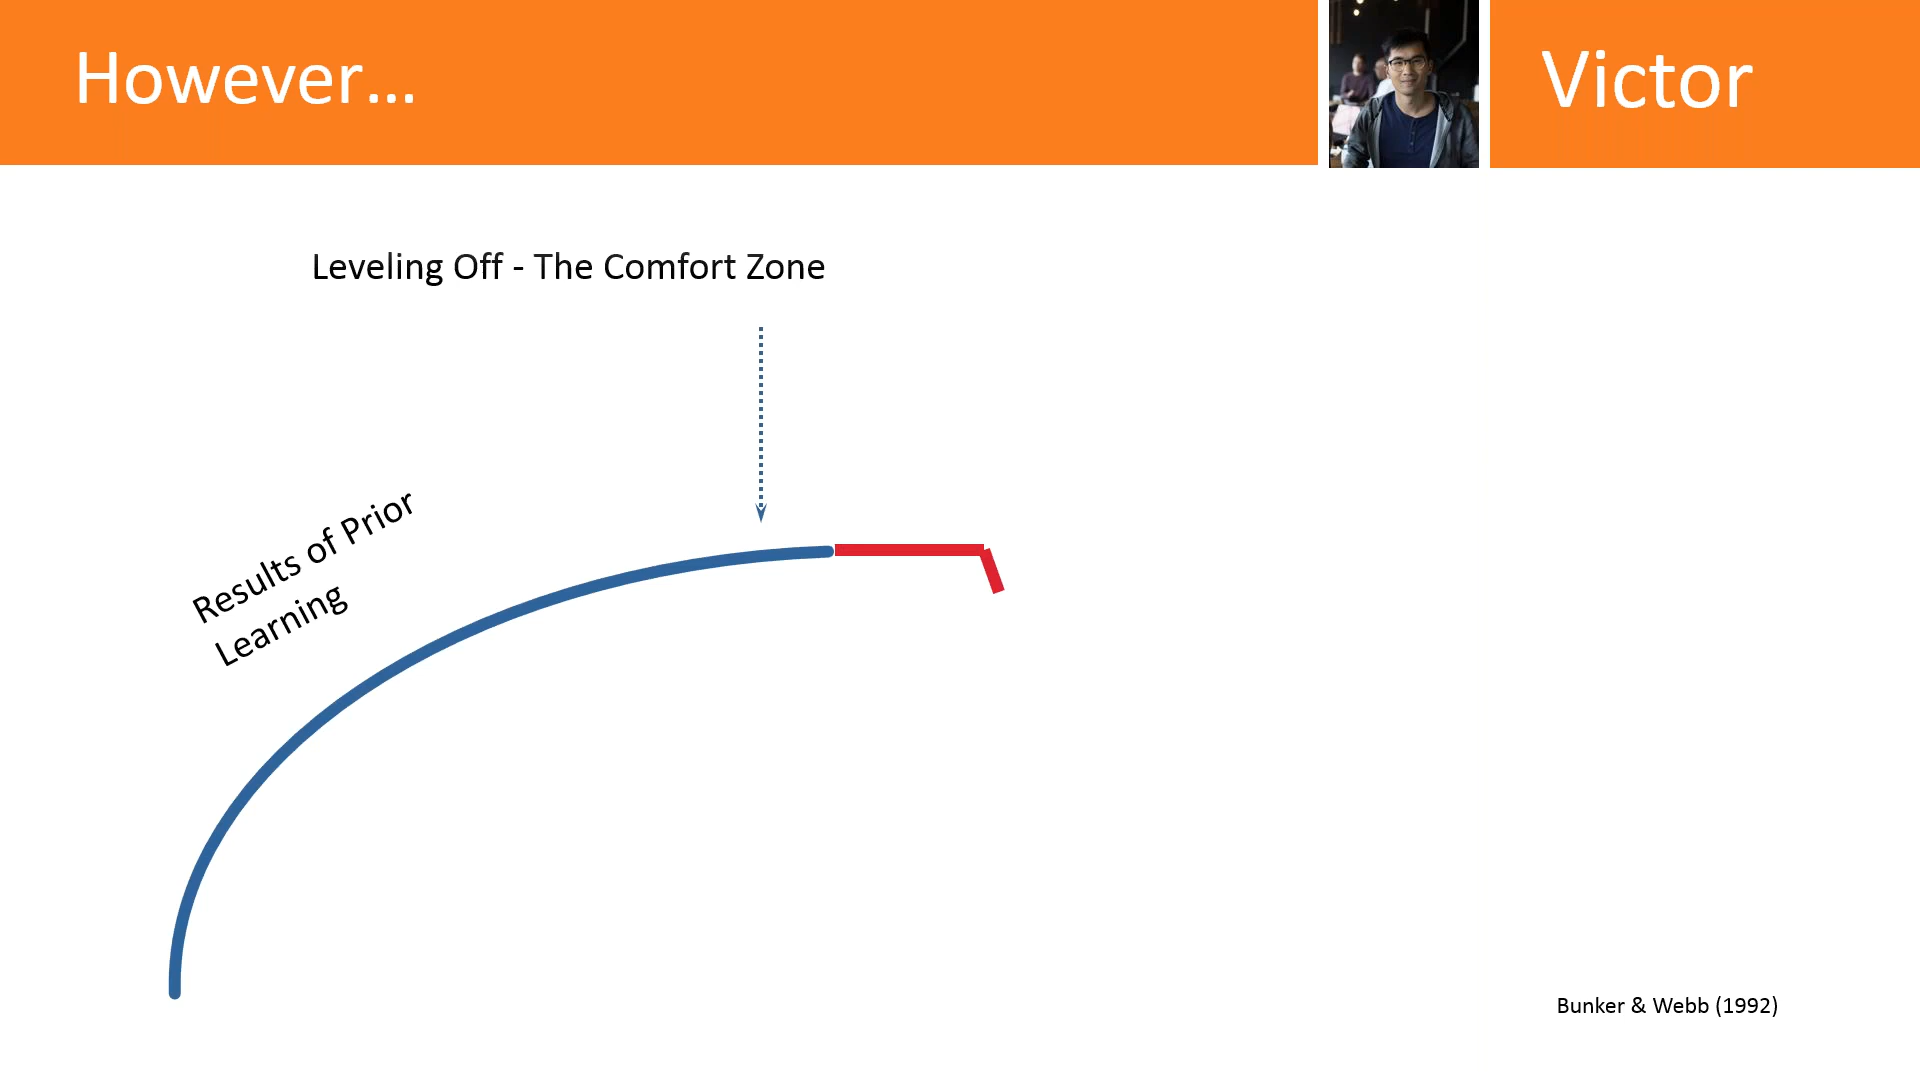 However...
Victor
Leveling Off - The Comfort Zone
Results of Prior
Learning
Bunker & Webb (1992)